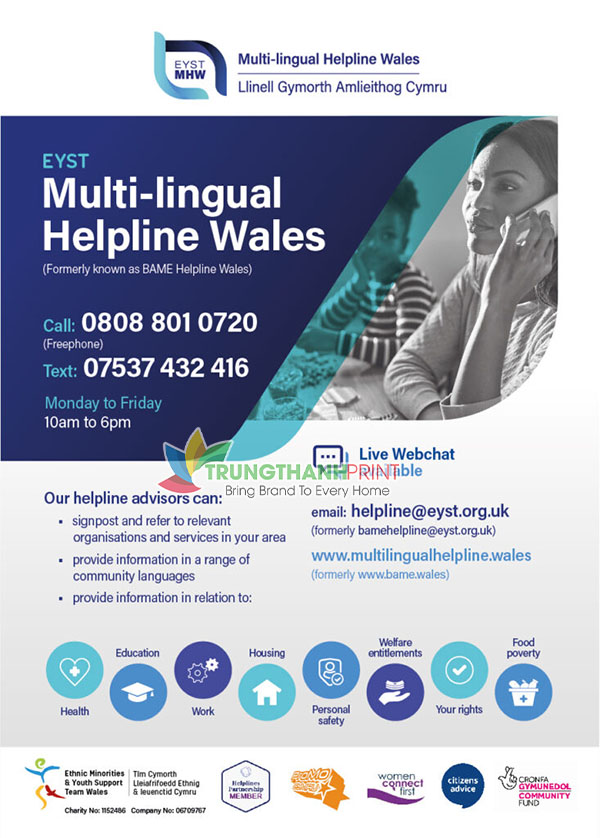 EYST
MHW
Multi-lingual Helpline Wales
Llinell Gymorth Amlieithog Cymru
EYST
Multi-lingual
Helpline Wales
(Formerly known as BAME Helpline Wales)
Call: 0808 801 0720
(Freephone)
Text: 07537 432 416
Monday to Friday
10am to 6pm
Live Webchat
available
TRUNGTHANHPRINT
Bring Brand To Every Home
Our helpline advisors can:
• signpost and refer to relevant
organisations and services in your area
• provide information in a range of
community languages
• provide information in relation to:
email: helpline@eyst.org.uk
(formerly bamehelpline@eyst.org.uk)
www.multilingualhelpline.wales
(formerly www.bame.wales)
Health
Education
Work
Housing
Personal
safety
Welfare
entitlements
Your rights
Food
poverty
Ethnic Minorities
& Youth Support
Team Wales
Tîm Cymorth
Lleiafrifoedd Ethnig
& Ieuenctid Cymru
Charity No: 1152486 Company No: 06709767
Helplines
Partnership
MEMBER
women
connect
first
citizens
advice
CRONFA
GYMUNEDOL
COMMUNITY
FUND